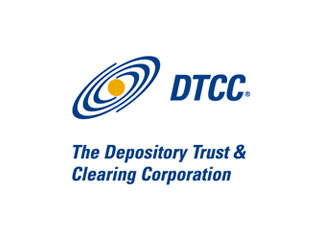 DTCC®
The Depository Trust &
Clearing Corporation